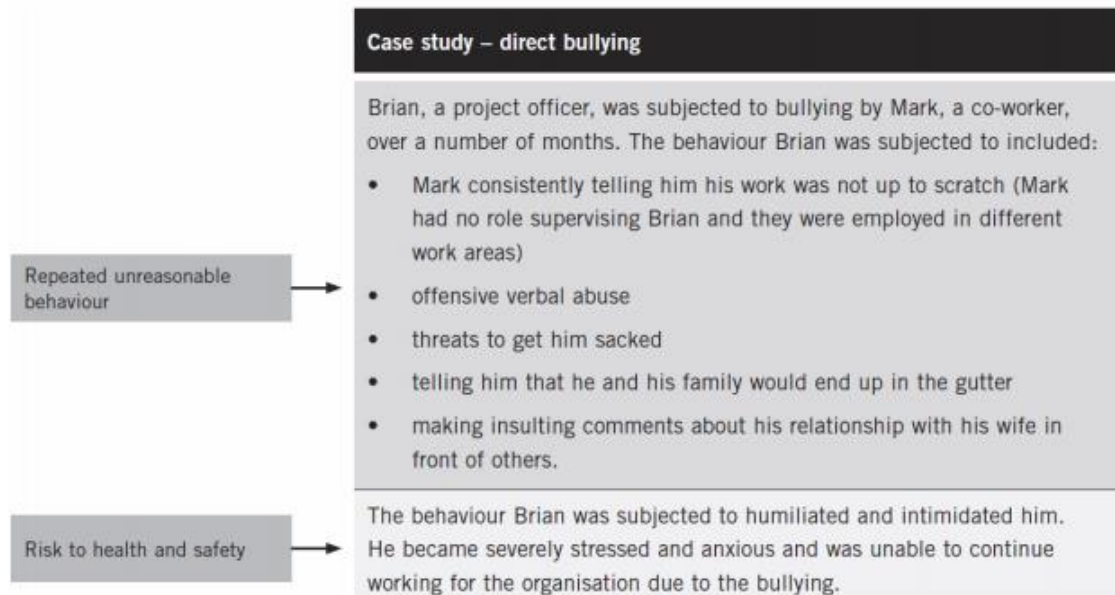 Case study – direct bullying
Brian, a project officer, was subjected to bullying by Mark, a co-worker,
over a number of months. The behaviour Brian was subjected to included:
• Mark consistently telling him his work was not up to scratch (Mark
had no role supervising Brian and they were employed in different
work areas)
Repeated unreasonable
behaviour
• offensive verbal abuse
• threats to get him sacked
• telling him that he and his family would end up in the gutter
• making insulting comments about his relationship with his wife in
front of others.
Risk to health and safety
The behaviour Brian was subjected to humiliated and intimidated him.
He became severely stressed and anxious and was unable to continue
working for the organisation due to the bullying.